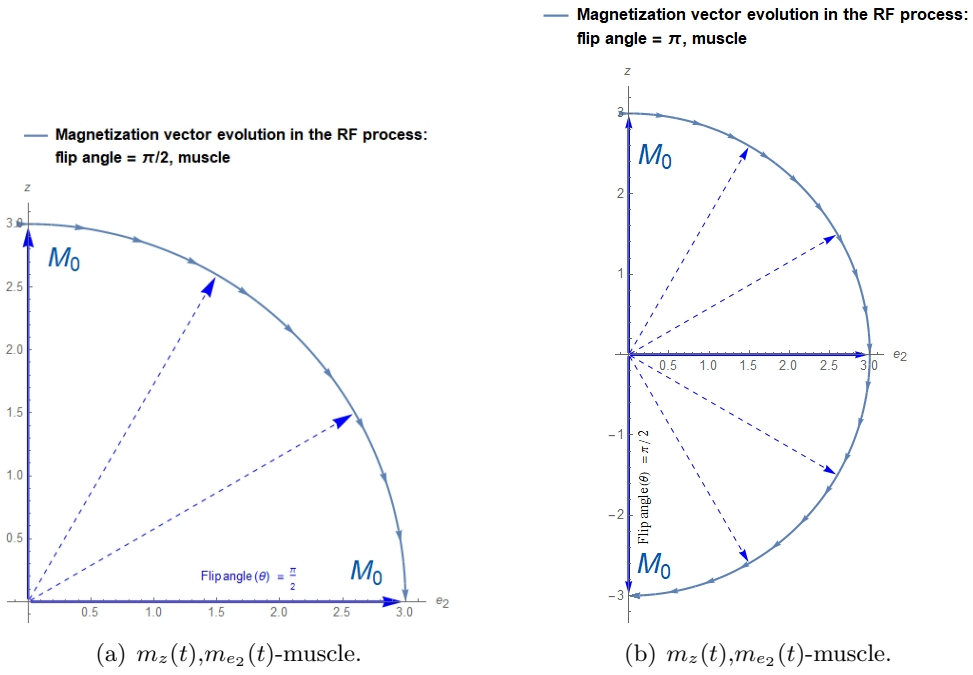 Magnetization vector evolution in the RF process:
flip angle = π/2, muscle
z
3.0
M0
2.5
2.0
1.5
1.0
0.5
Flip angle (θ) = π/2
M0
0.5 1.0 1.5 2.0 2.5 3.0 e2
(a) mz(t),me2(t)-muscle.
Magnetization vector evolution in the RF process:
flip angle = π, muscle
z
3
M0
2
1
0.5 1.0 1.5 2.0 2.5 3.0 e2
-1
Flip angle (θ) = π / 2
-2
M0
-3
(b) mz(t),me2(t)-muscle.